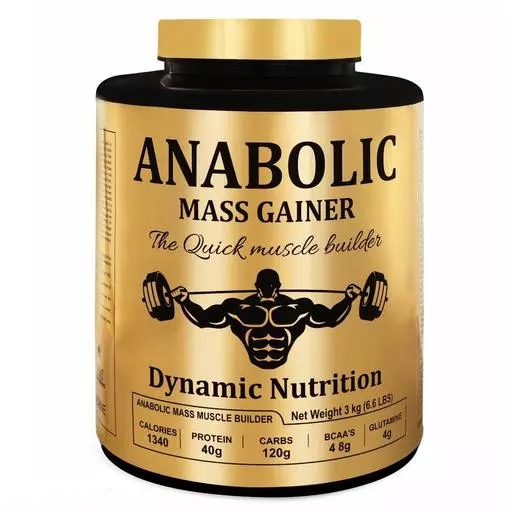 ANABOLIC
MASS GAINER
The Quick muscle builder
Dynamic Nutrition
ANABOLIC MASS MUSCLE BUILDER
Net Weight 3 kg (6.6 LBS)
CALORIES
1340
PROTEIN
40g
CARBS
120g
BCAA'S
4 8g
GLUTAMINE
4g